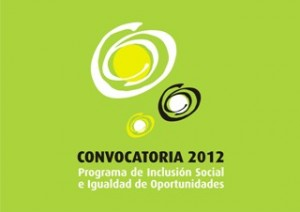 CONVOCATORIA 2012
Programa de Inclusión Social
e Igualdad de Oportunidades